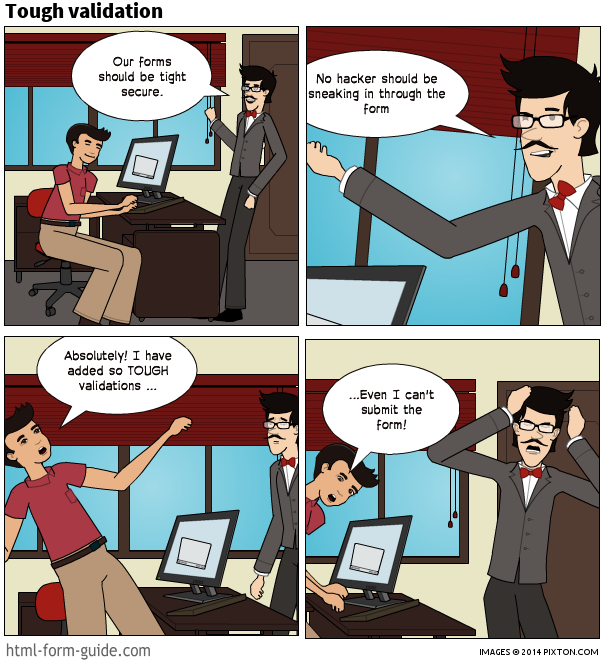 Tough validation
Our forms
should be tight
secure.
No hacker should be
sneaking in through the
form
Absolutely! I have
added so TOUGH
validations ...
...Even I can't
submit the
form!
html-form-guide.com
IMAGES © 2014 PIXTON.COM